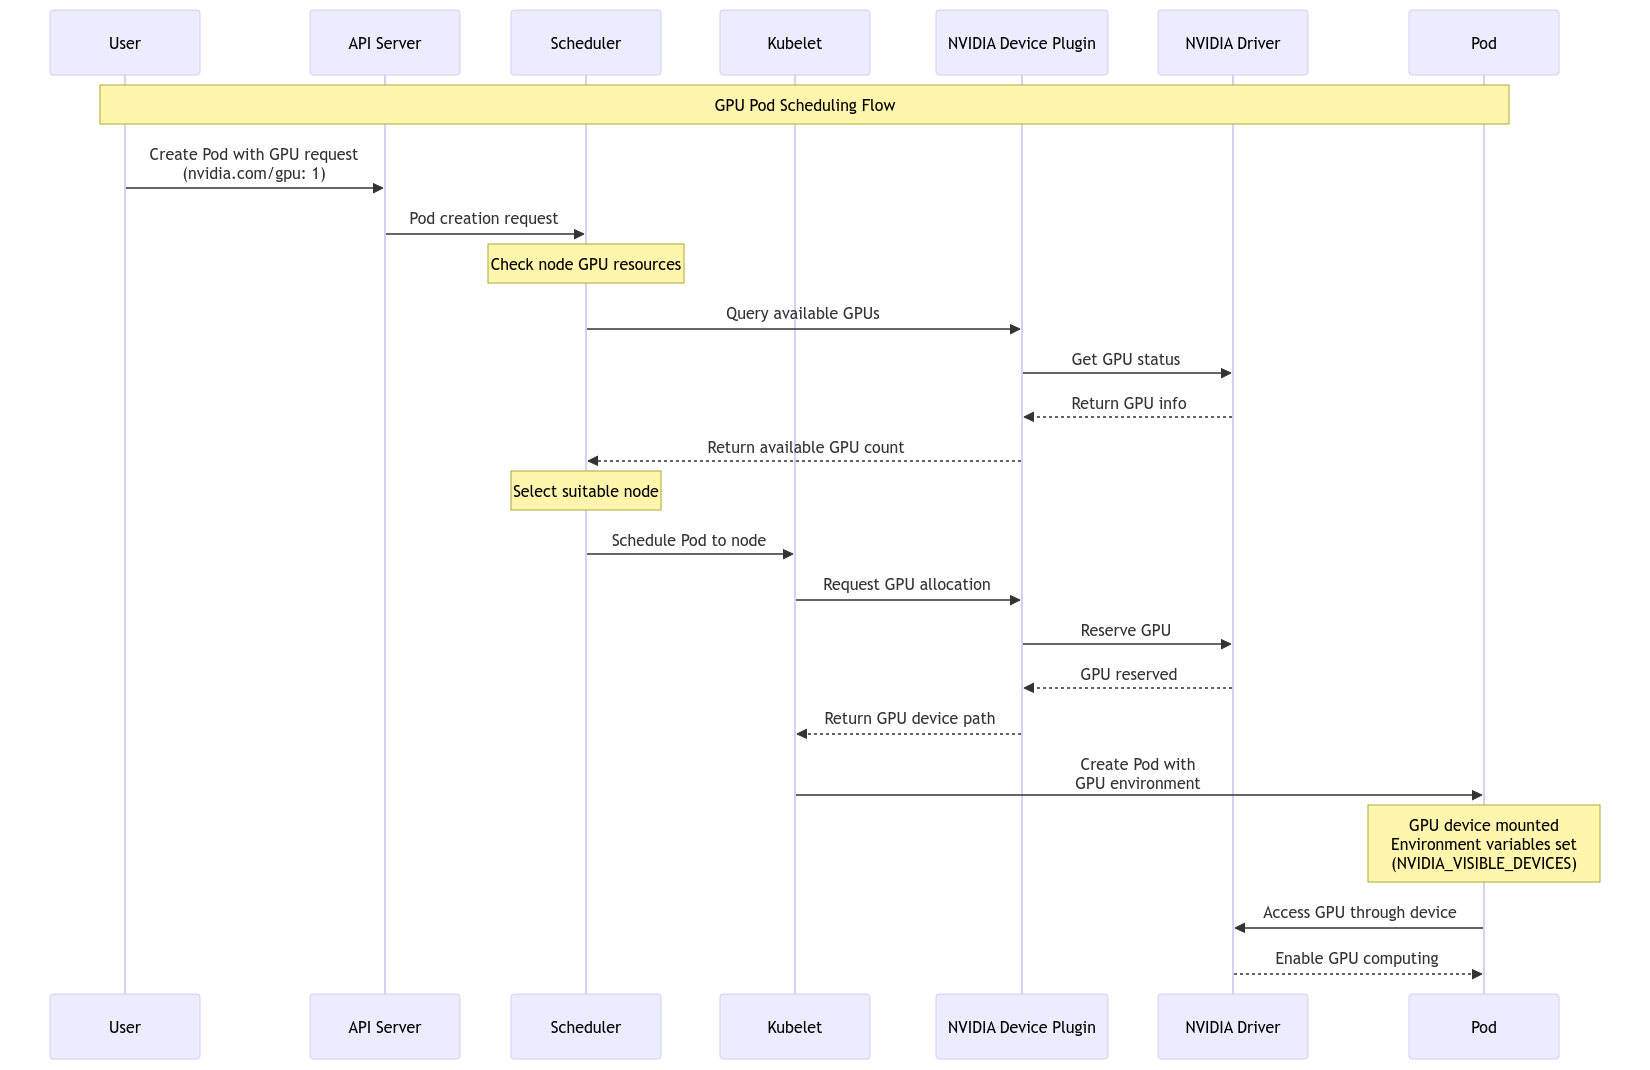 User
API Server
Scheduler
Kubelet
NVIDIA Device Plugin
NVIDIA Driver
Pod
GPU Pod Scheduling Flow
Create Pod with GPU request
(nvidia.com/gpu: 1)
Pod creation request
Check node GPU resources
Query available GPUs
Get GPU status
Return GPU info
Return available GPU count
Select suitable node
Schedule Pod to node
Request GPU allocation
Reserve GPU
GPU reserved
Return GPU device path
Create Pod with
GPU environment
GPU device mounted
Environment variables set
(NVIDIA_VISIBLE_DEVICES)
Access GPU through device
Enable GPU computing
User
API Server
Scheduler
Kubelet
NVIDIA Device Plugin
NVIDIA Driver
Pod